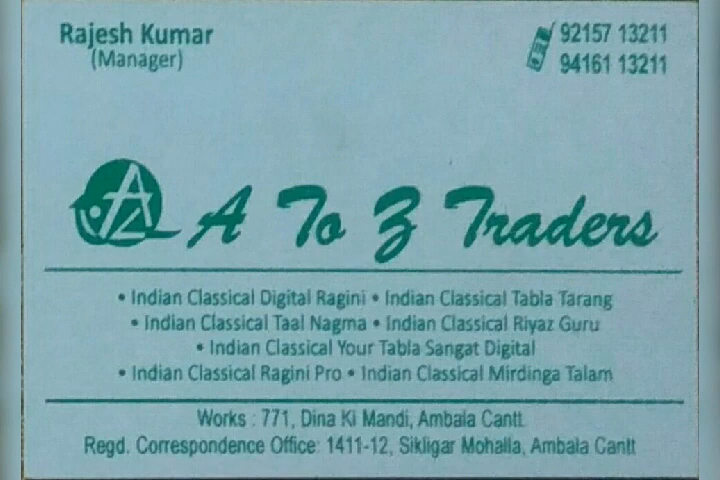 Rajesh Kumar
(Manager)
92157 13211
94161 13211
AZ
A To Z Traders
• Indian Classical Digital Ragini • Indian Classical Tabla Tarang
• Indian Classical Taal Nagma • Indian Classical Riyaz Guru
• Indian Classical Your Tabla Sangat Digital
• Indian Classical Ragini Pro • Indian Classical Mirdinga Talam
Works : 771, Dina Ki Mandi, Ambala Cantt.
Regd. Correspondence Office: 1411-12, Sikligar Mohalla, Ambala Cantt